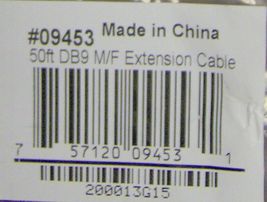 #09453 Made in China
50ft DB9 M/F Extension Cable
7 57120 09453 1
200013G15